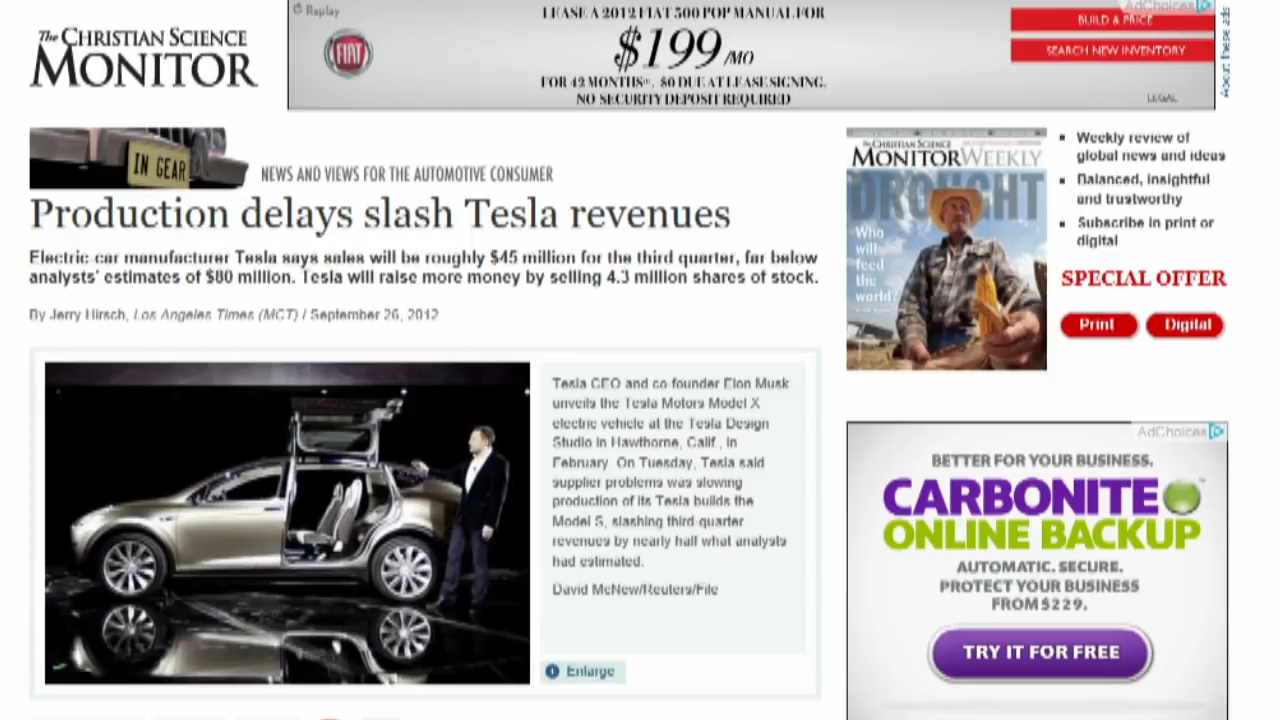 The CHRISTIAN SCIENCE
MONITOR
Replay
LEASE A 2012 FIAT 500 POP MANUAL FOR
$199/MO
FOR 42 MONTHS, $0 DUE AT LEASE SIGNING.
NO SECURITY DEPOSIT REQUIRED
FIAT
AdChoices
BUILD & PRICE
SEARCH NEW INVENTORY
LEGAL
About these ads
IN GEAR
NEWS AND VIEWS FOR THE AUTOMOTIVE CONSUMER
Production delays slash Tesla revenues
Electric-car manufacturer Tesla says sales will be roughly $45 million for the third quarter, far below
analysts' estimates of $80 million. Tesla will raise more money by selling 4.3 million shares of stock.
By Jerry Hirsch, Los Angeles Times (MCT) / September 26, 2012
Tesla CEO and co-founder Elon Musk
unveils the Tesla Motors Model X
electric vehicle at the Tesla Design
Studio in Hawthorne, Calif., in
February. On Tuesday, Tesla said
supplier problems was slowing
production of its Tesla builds the
Model S, slashing third-quarter
revenues by nearly half what analysts
had estimated.
David McNew/Reuters/File
Enlarge
The CHRISTIAN SCIENCE
MONITOR WEEKLY
DROUGHT
Who
will
feed
the
world?
Weekly review of
global news and ideas
Balanced, insightful
and trustworthy
Subscribe in print or
digital
SPECIAL OFFER
Print
Digital
AdChoices
BETTER FOR YOUR BUSINESS.
CARBONITE
ONLINE BACKUP
AUTOMATIC. SECURE.
PROTECT YOUR BUSINESS
FROM $229.
TRY IT FOR FREE